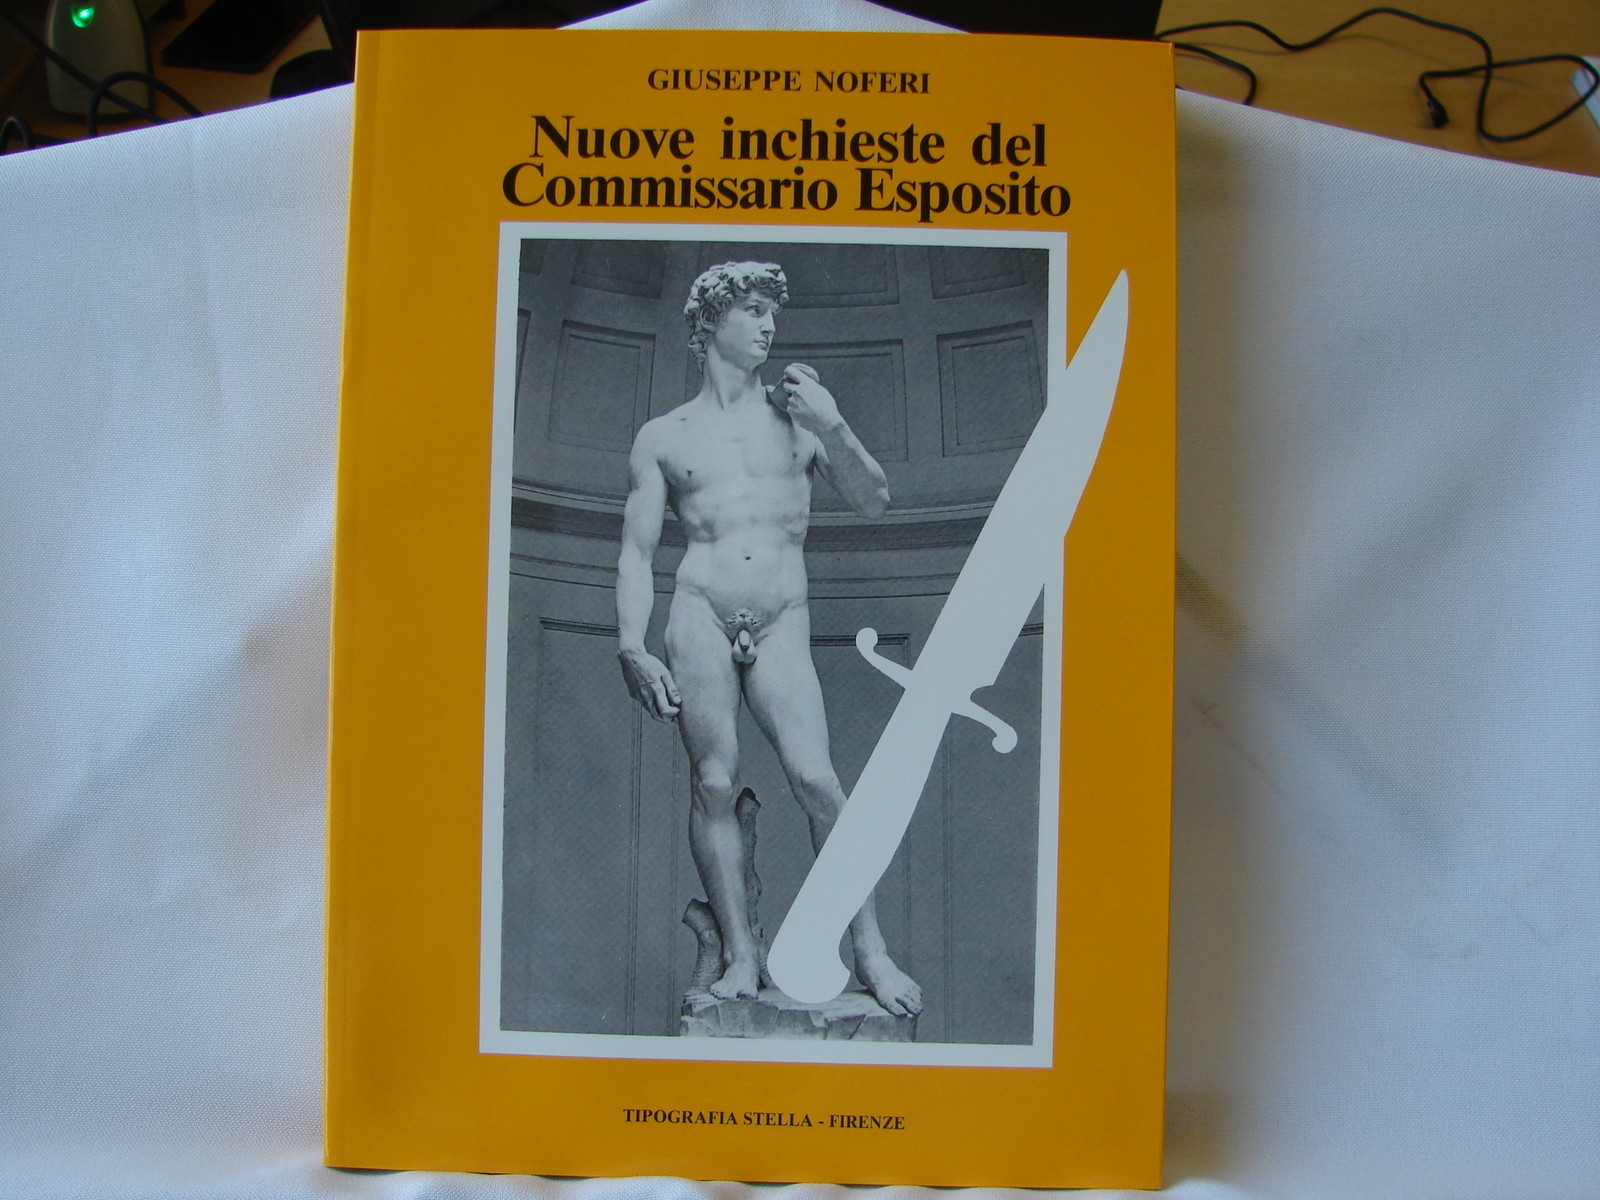 GIUSEPPE NOFERI
Nuove inchieste del
Commissario Esposito
TIPOGRAFIA STELLA - FIRENZE